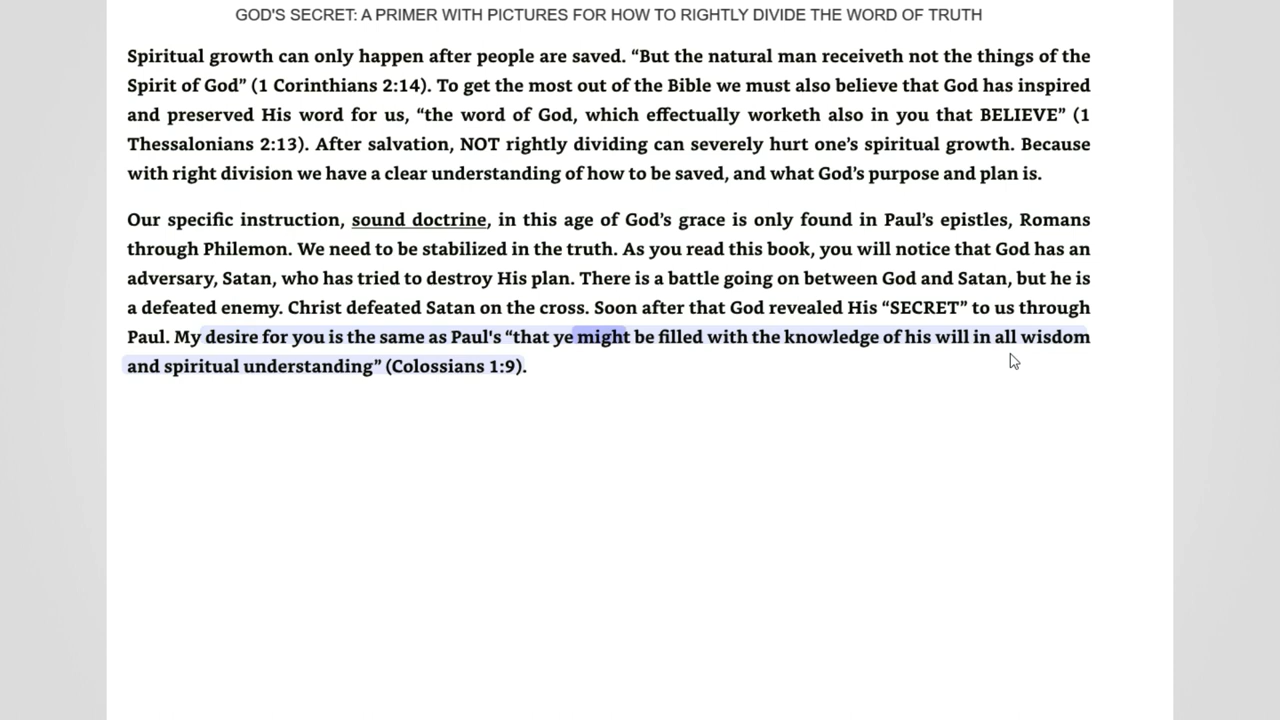 GOD'S SECRET: A PRIMER WITH PICTURES FOR HOW TO RIGHTLY DIVIDE THE WORD OF TRUTH
Spiritual growth can only happen after people are saved. “But the natural man receiveth not the things of the
Spirit of God” (1 Corinthians 2:14). To get the most out of the Bible we must also believe that God has inspired
and preserved His word for us, “the word of God, which effectually worketh also in you that BELIEVE” (1
Thessalonians 2:13). After salvation, NOT rightly dividing can severely hurt one’s spiritual growth. Because
with right division we have a clear understanding of how to be saved, and what God’s purpose and plan is.
Our specific instruction, sound doctrine, in this age of God’s grace is only found in Paul’s epistles, Romans
through Philemon. We need to be stabilized in the truth. As you read this book, you will notice that God has an
adversary, Satan, who has tried to destroy His plan. There is a battle going on between God and Satan, but he is
a defeated enemy. Christ defeated Satan on the cross. Soon after that God revealed His “SECRET” to us through
Paul. My desire for you is the same as Paul's “that ye might be filled with the knowledge of his will in all wisdom
and spiritual understanding” (Colossians 1:9).